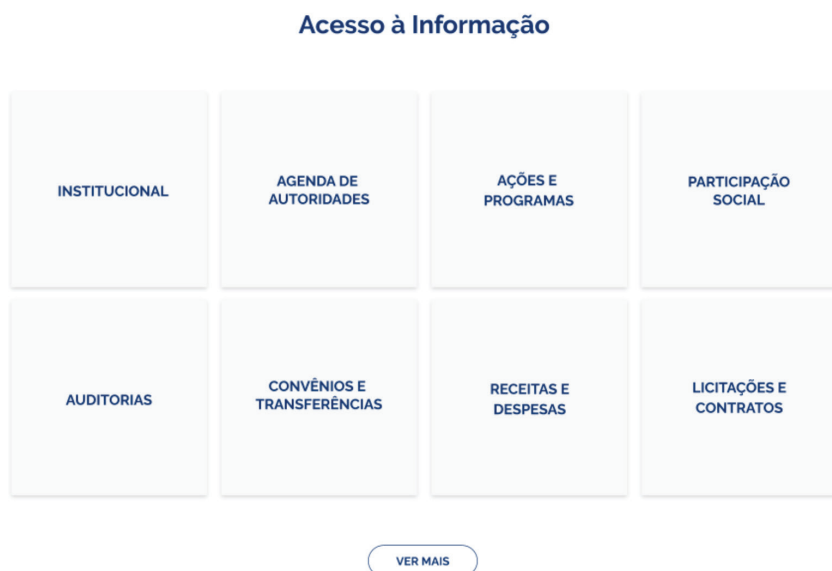 Acesso à Informação
INSTITUCIONAL
AGENDA DE
AUTORIDADES
AÇÕES E
PROGRAMAS
PARTICIPAÇÃO
SOCIAL
AUDITORIAS
CONVÊNIOS E
TRANSFERÊNCIAS
RECEITAS E
DESPESAS
LICITAÇÕES E
CONTRATOS
VER MAIS